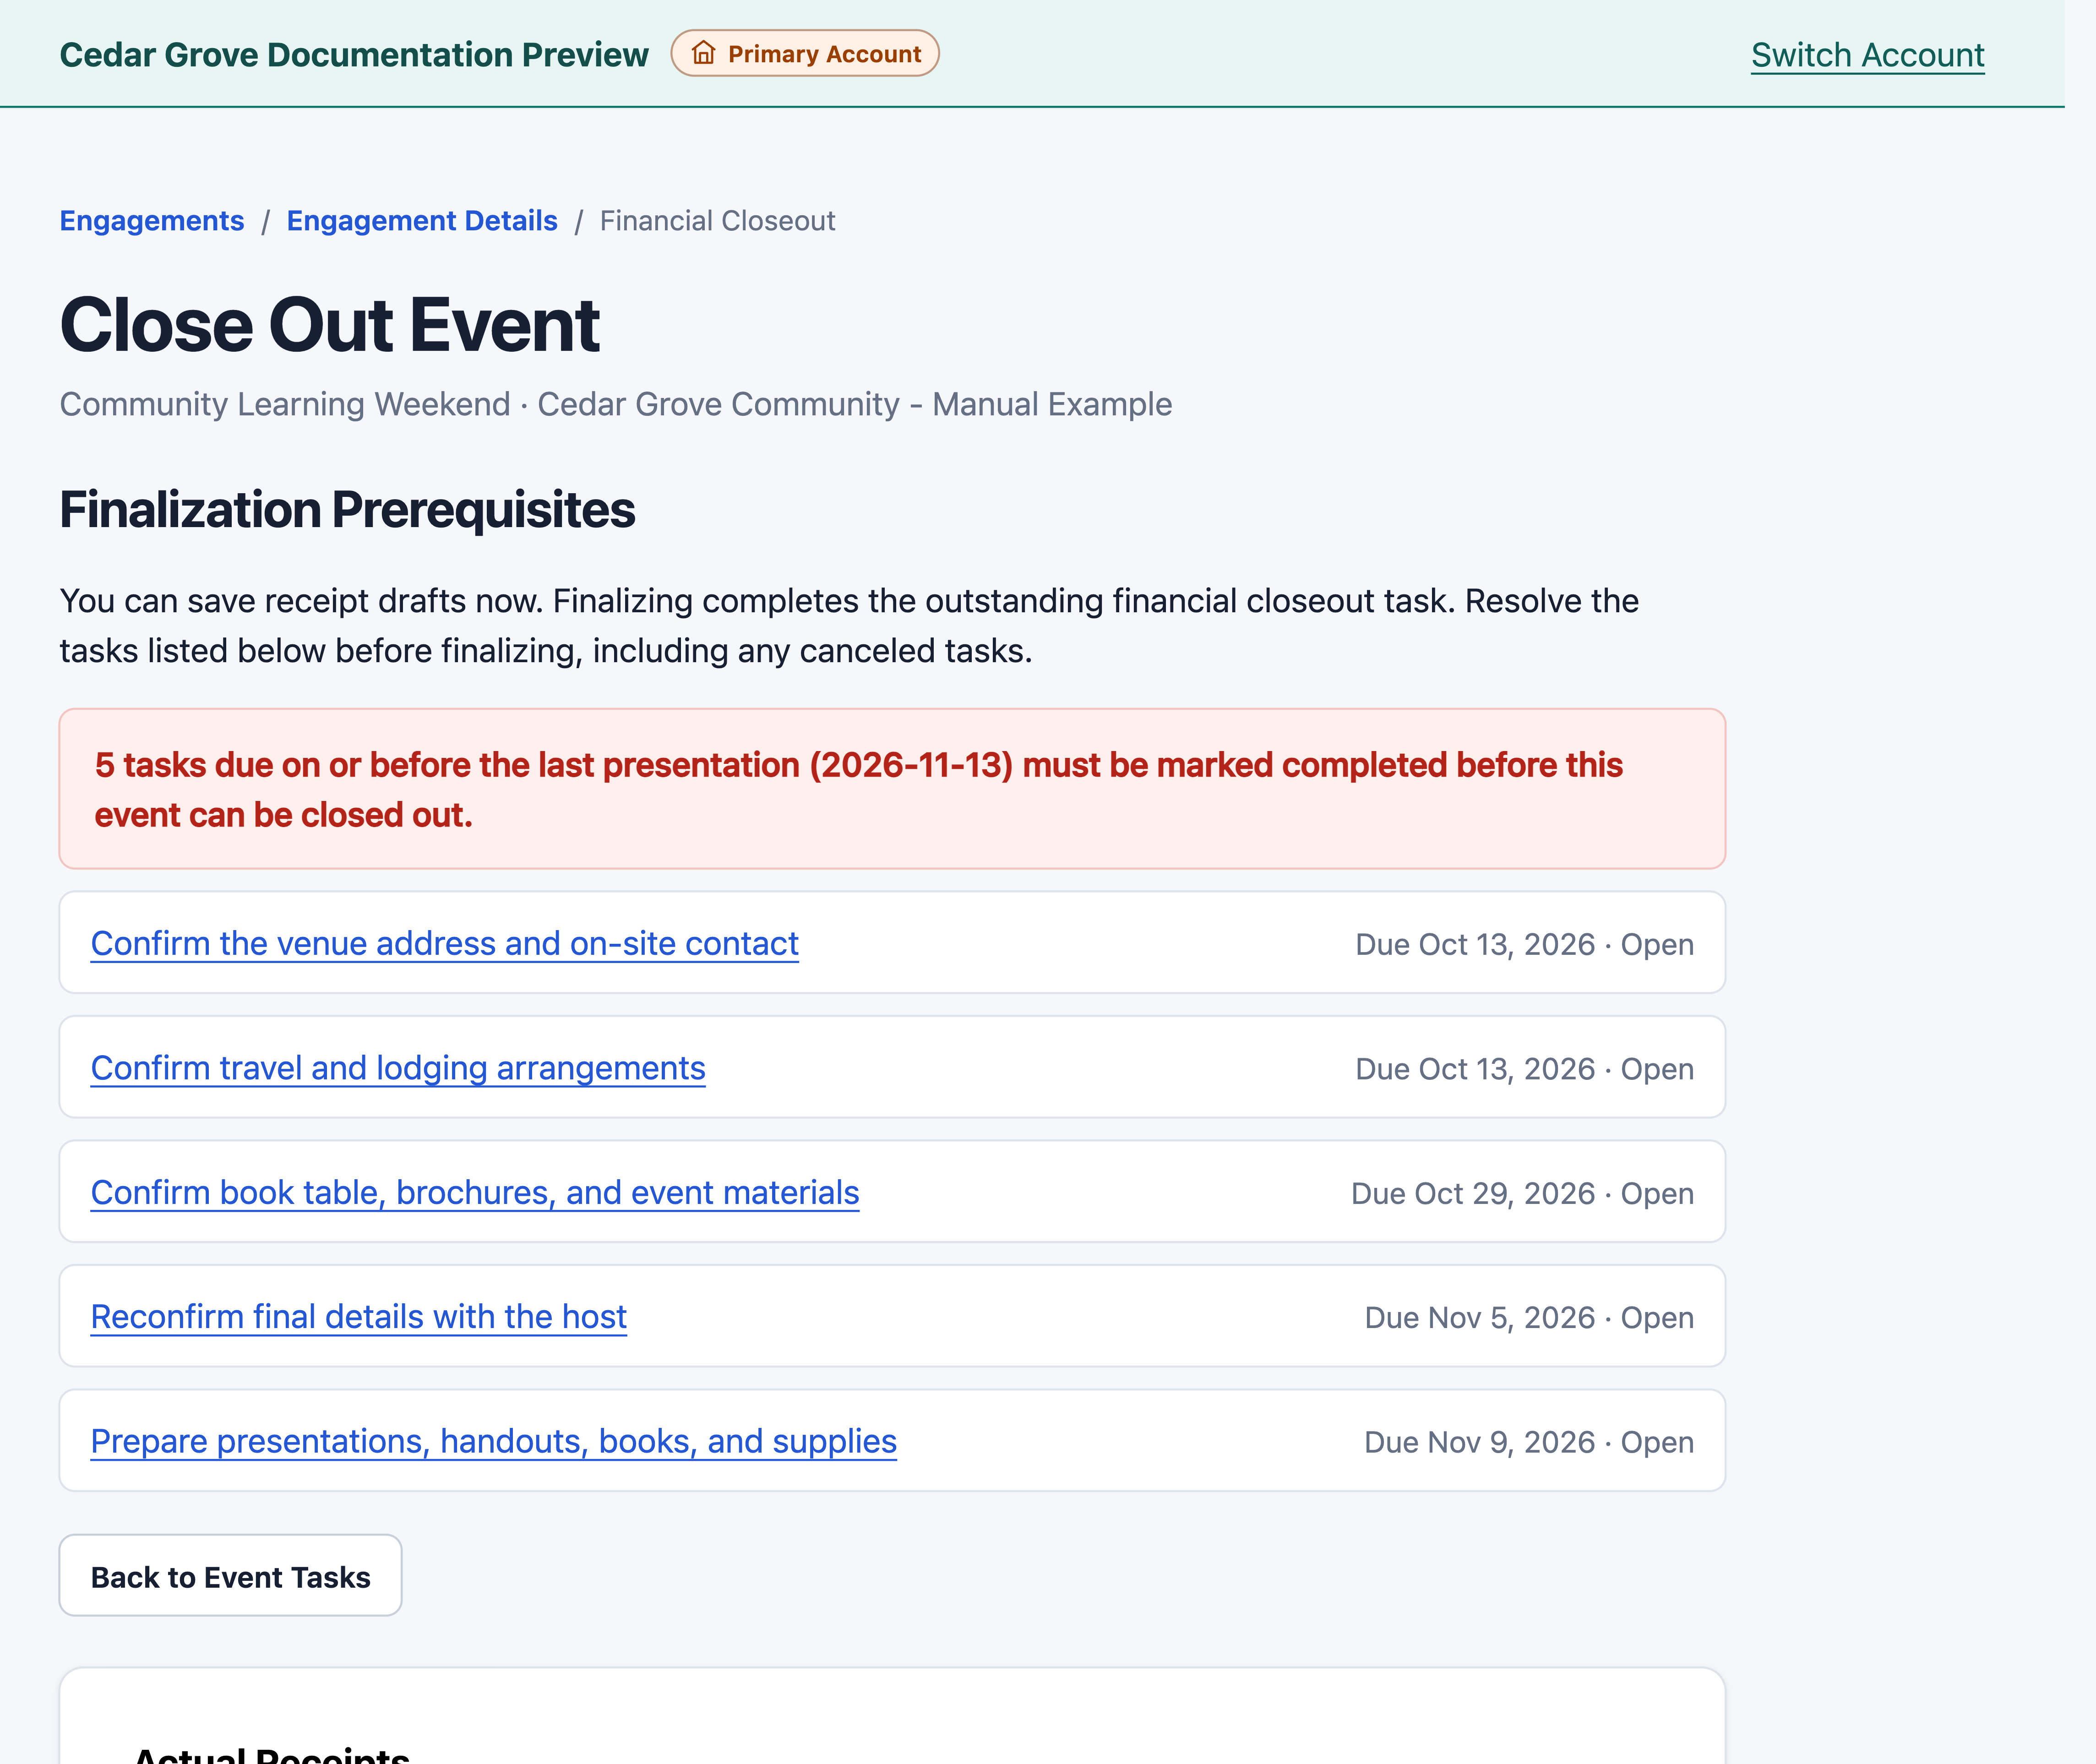 Cedar Grove Documentation Preview Primary Account Switch Account
Engagements / Engagement Details / Financial Closeout
Close Out Event
Community Learning Weekend · Cedar Grove Community - Manual Example
Finalization Prerequisites
You can save receipt drafts now. Finalizing completes the outstanding financial closeout task. Resolve the
tasks listed below before finalizing, including any canceled tasks.
5 tasks due on or before the last presentation (2026-11-13) must be marked completed before this
event can be closed out.
Confirm the venue address and on-site contact Due Oct 13, 2026 · Open
Confirm travel and lodging arrangements Due Oct 13, 2026 · Open
Confirm book table, brochures, and event materials Due Oct 29, 2026 · Open
Reconfirm final details with the host Due Nov 5, 2026 · Open
Prepare presentations, handouts, books, and supplies Due Nov 9, 2026 · Open
Back to Event Tasks
Actual Receipts